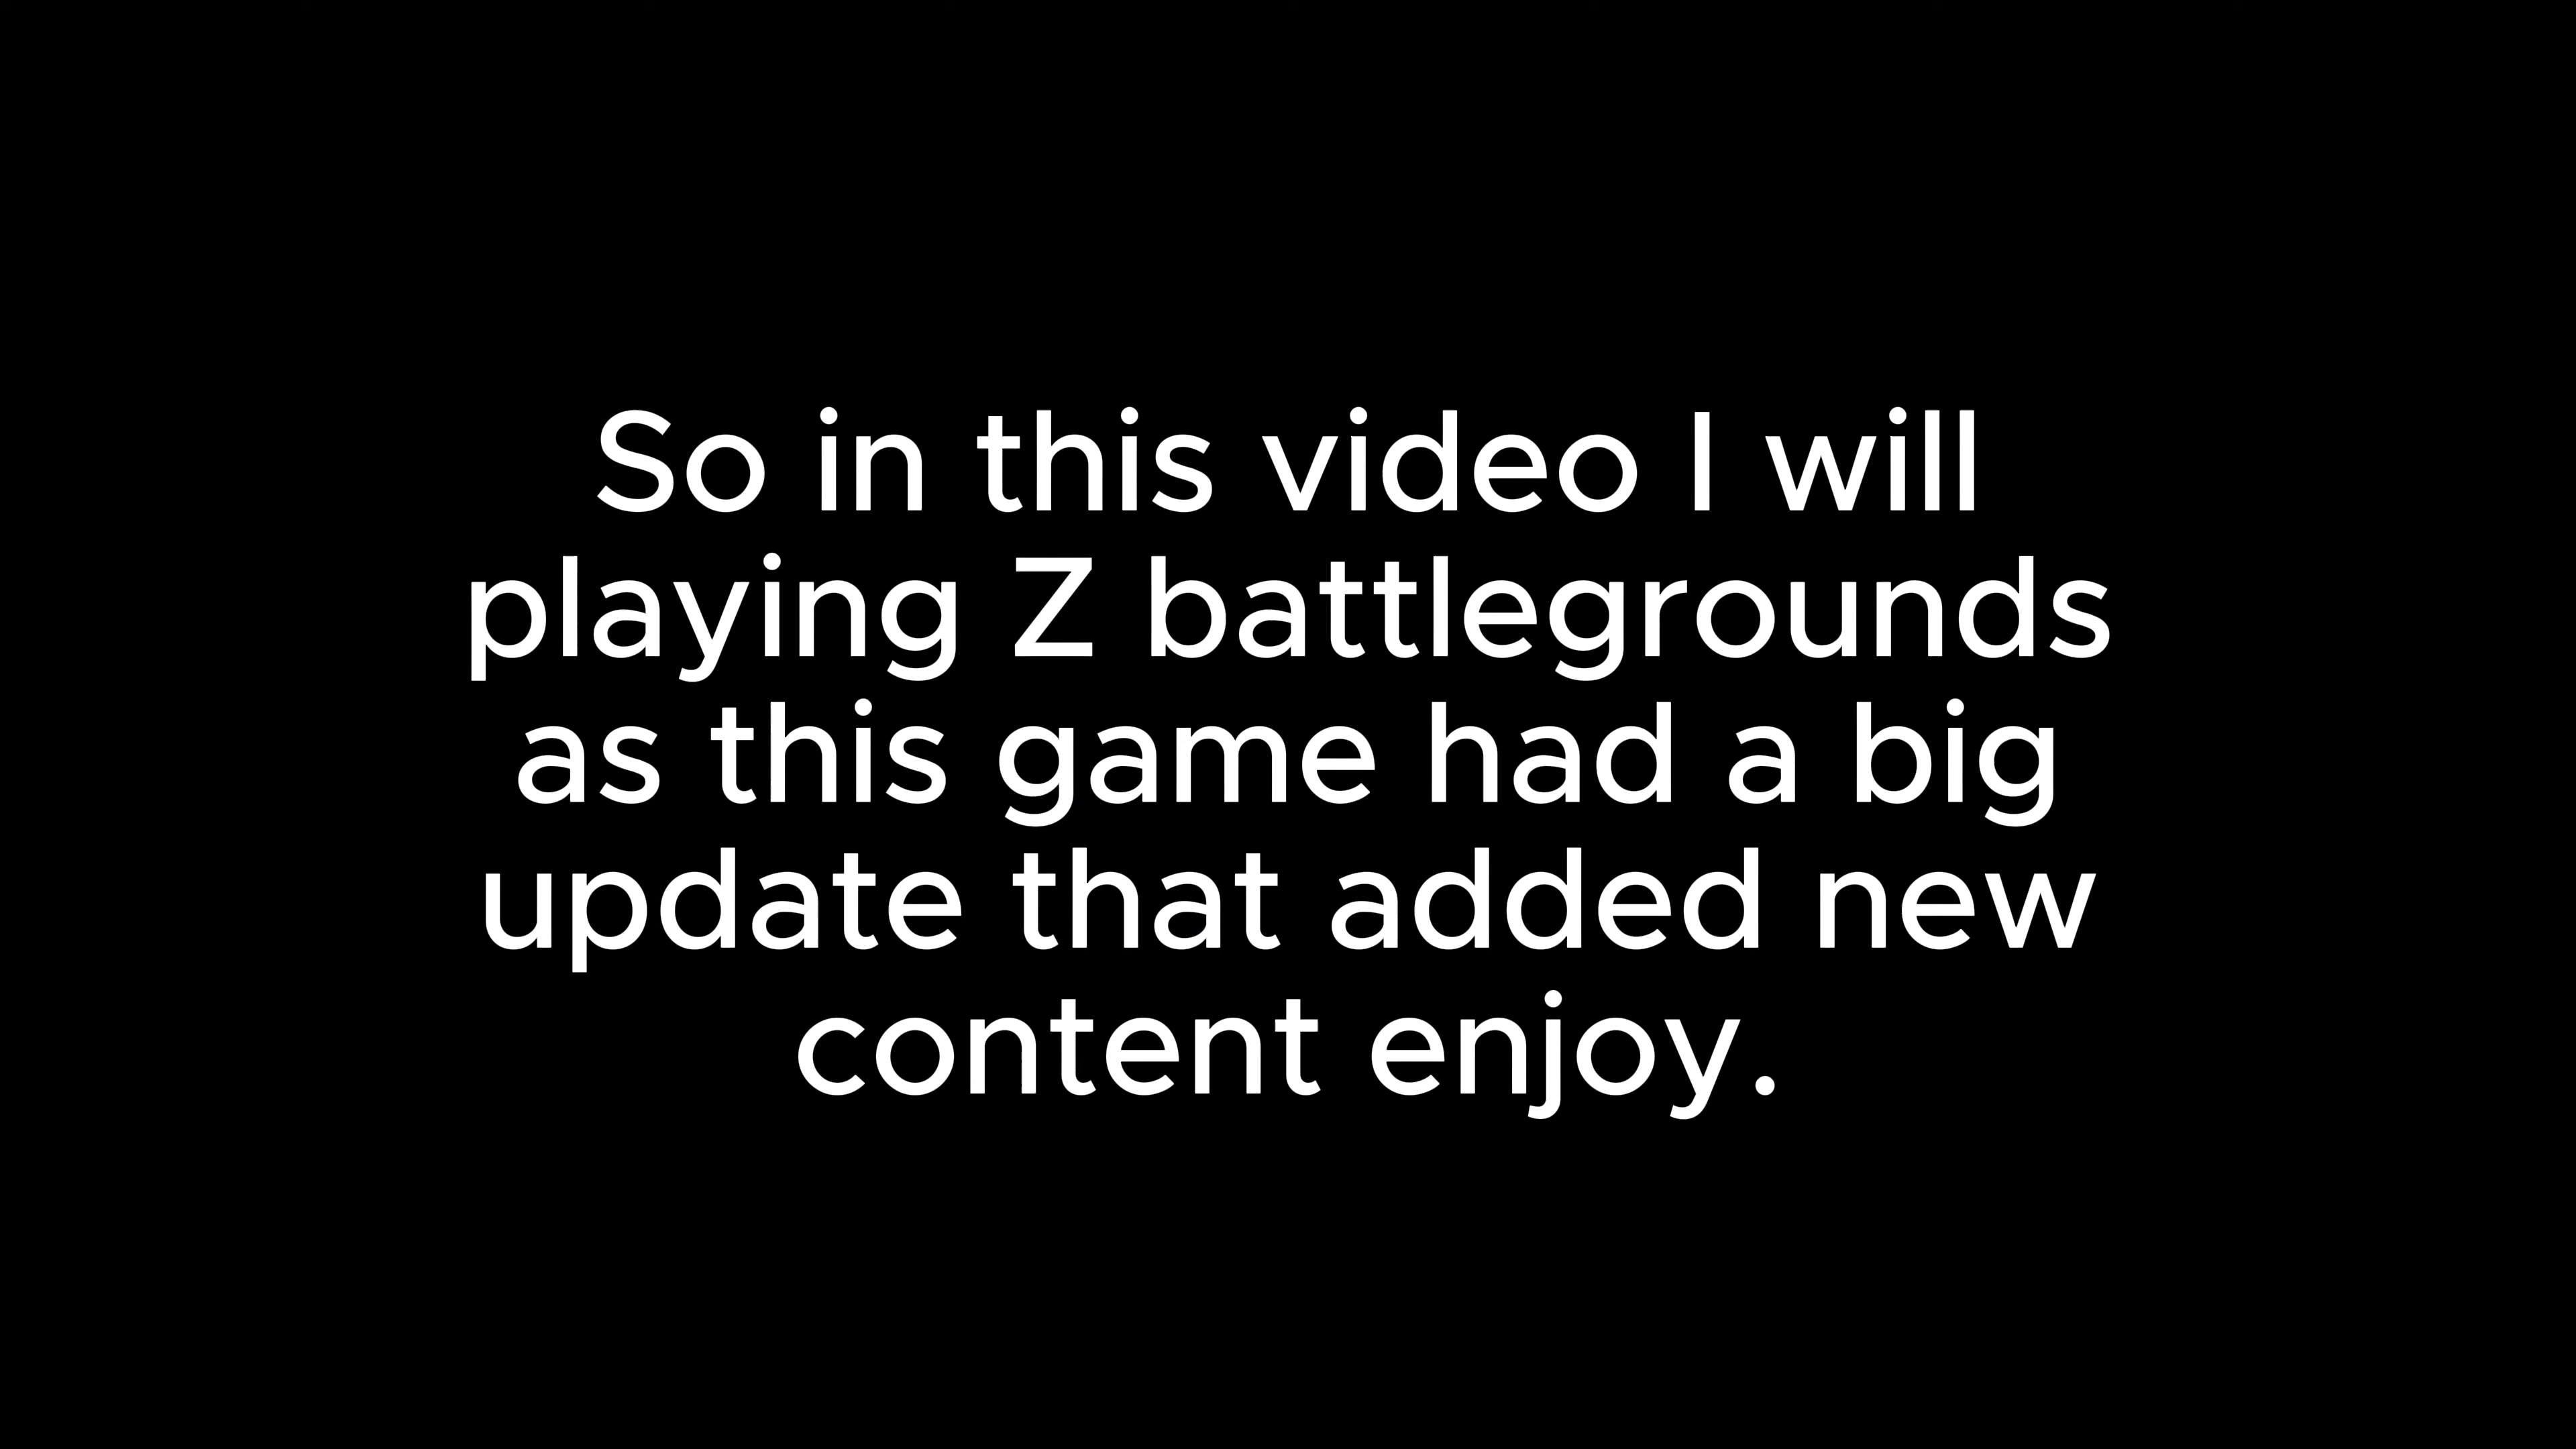 So in this video I will
playing Z battlegrounds
as this game had a big
update that added new
content enjoy.